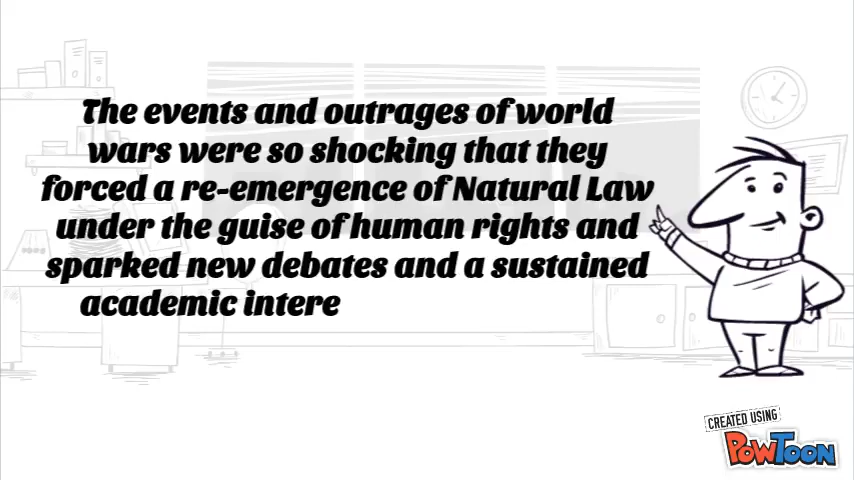 The events and outrages of world
wars were so shocking that they
forced a re-emergence of Natural Law
under the guise of human rights and
sparked new debates and a sustained
academic intere
CREATED USING
POWTOON